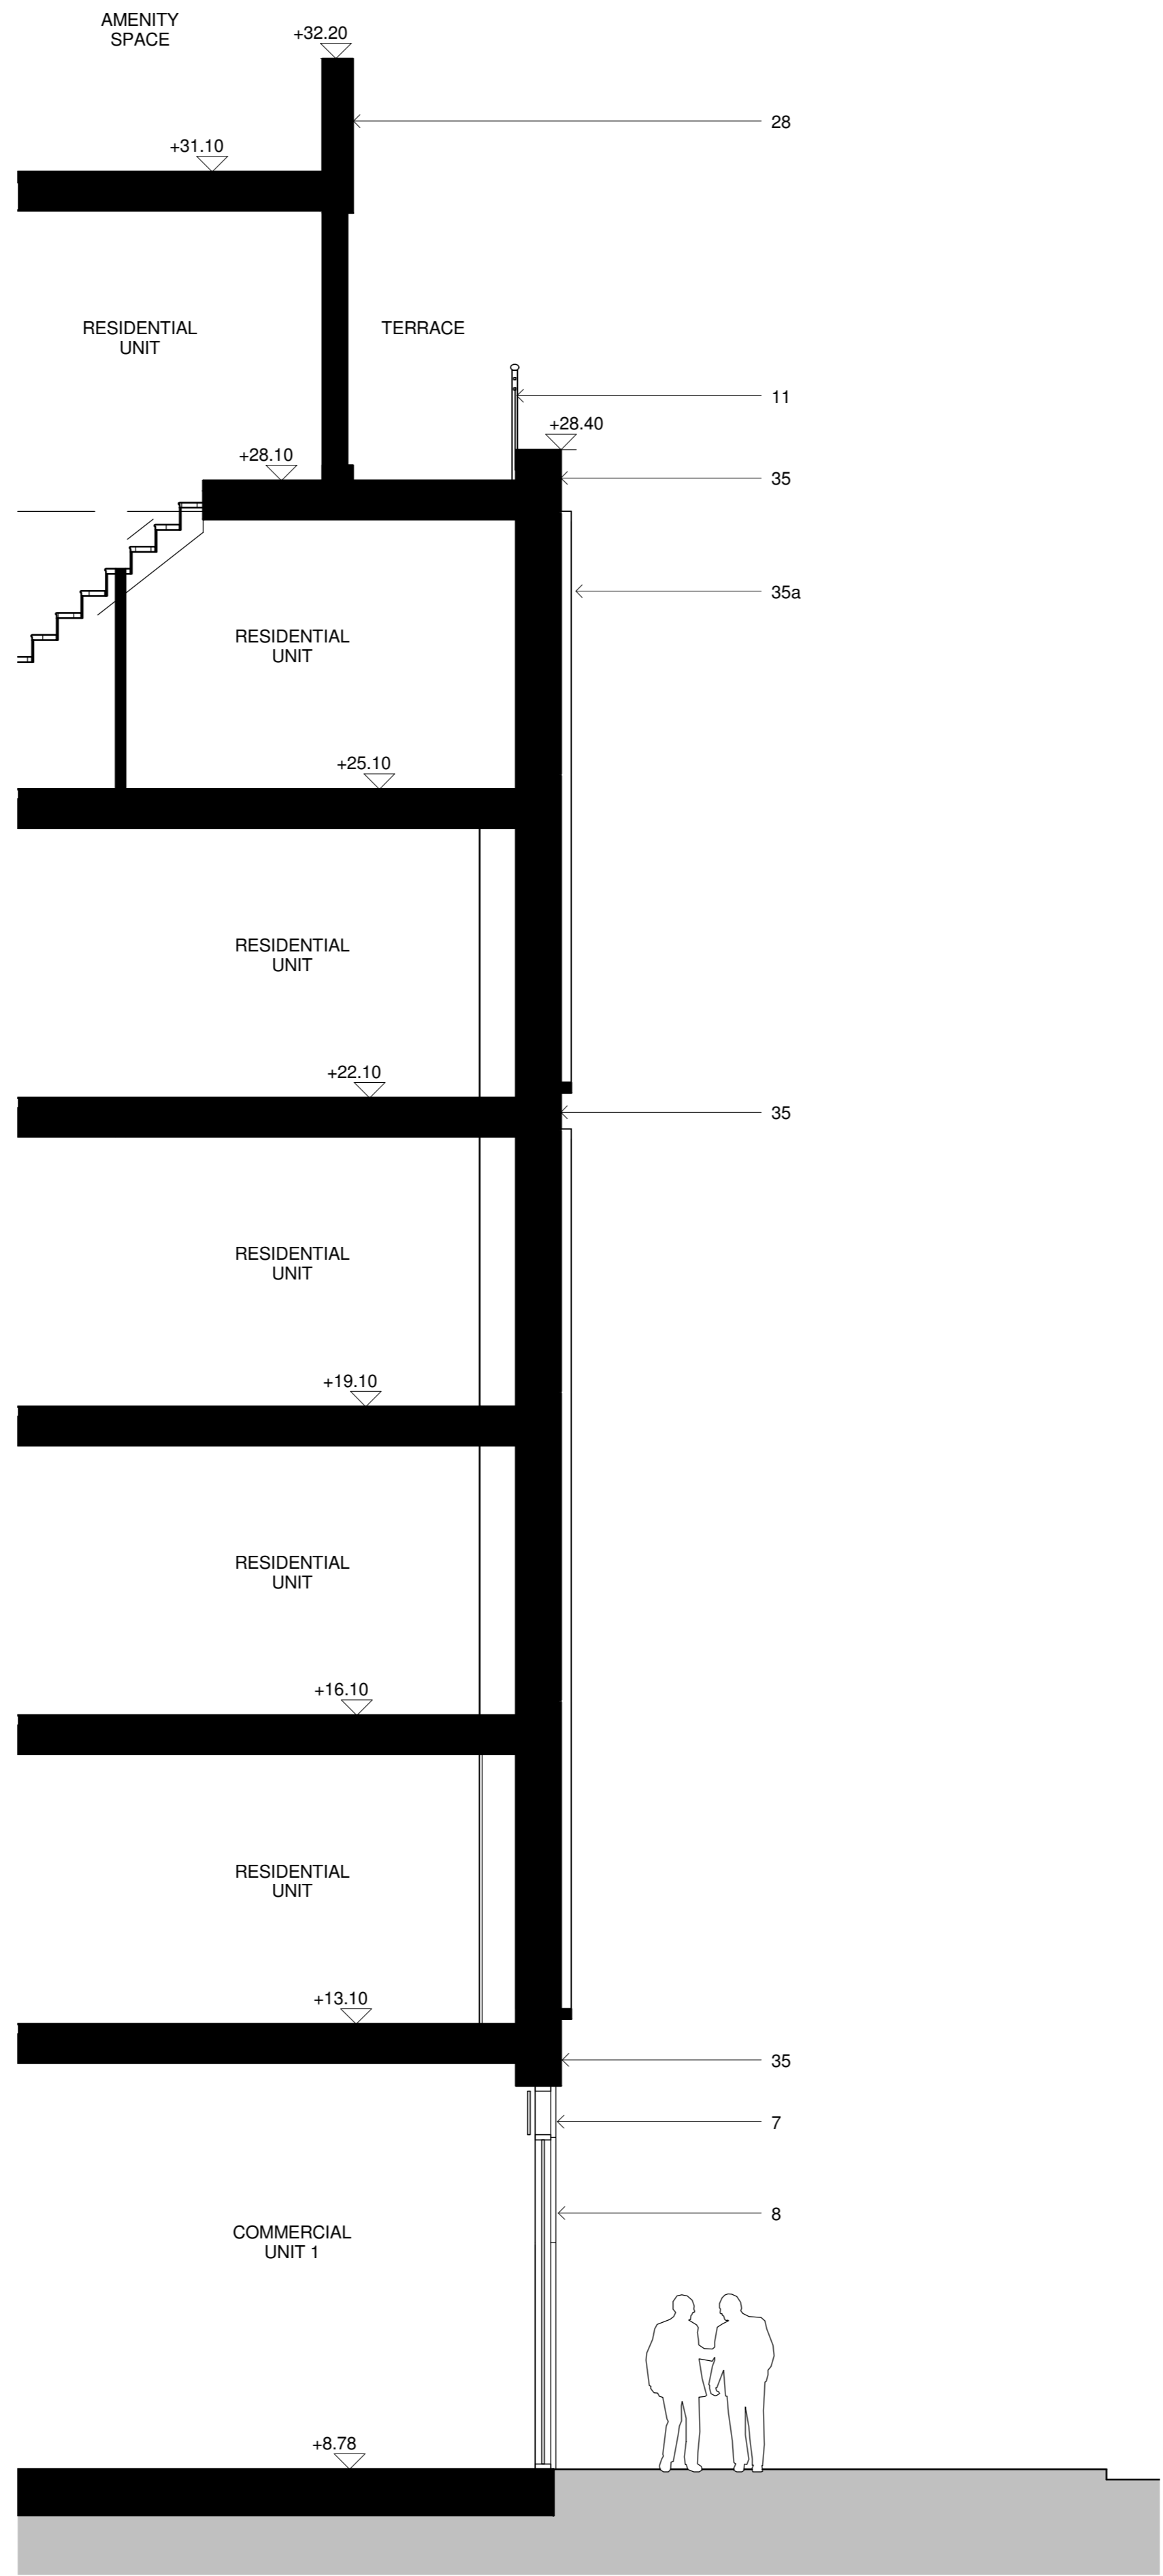 AMENITY
SPACE
+32.20
28
+31.10
RESIDENTIAL
UNIT
TERRACE
11
+28.40
+28.10
35
35a
RESIDENTIAL
UNIT
+25.10
RESIDENTIAL
UNIT
+22.10
35
RESIDENTIAL
UNIT
+19.10
RESIDENTIAL
UNIT
+16.10
RESIDENTIAL
UNIT
+13.10
35
7
8
COMMERCIAL
UNIT 1
+8.78